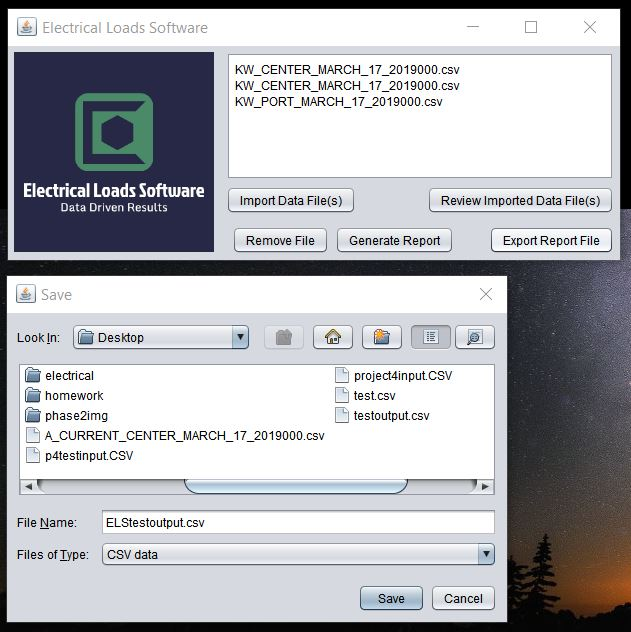 Electrical Loads Software
KW_CENTER_MARCH_17_2019000.csv
KW_CENTER_MARCH_17_2019000.csv
KW_PORT_MARCH_17_2019000.csv
Electrical Loads Software
Data Driven Results
Import Data File(s)
Review Imported Data File(s)
Remove File
Generate Report
Export Report File
Save
Look In:
Desktop
electrical
homework
phase2img
A_CURRENT_CENTER_MARCH_17_2019000.csv
p4testinput.CSV
project4input.CSV
test.csv
testoutput.csv
File Name:
ELStestoutput.csv
Files of Type:
CSV data
Save
Cancel